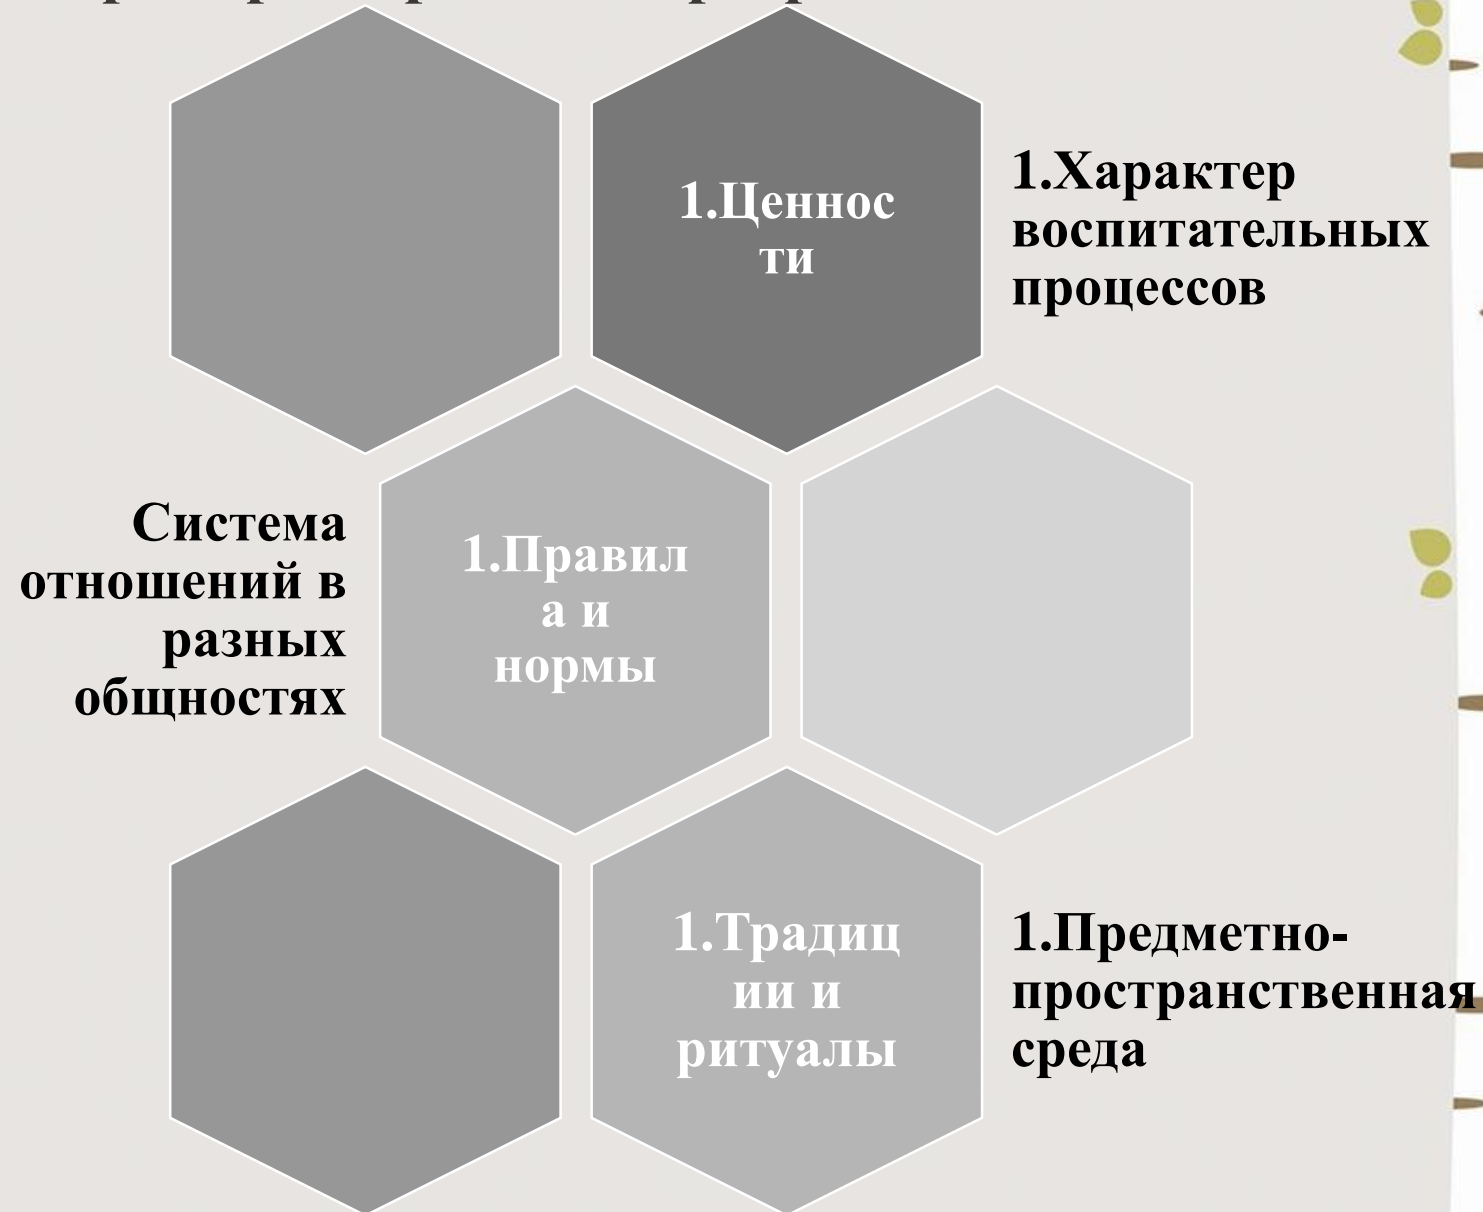 1.Ценнос
ти
1.Характер
воспитательных
процессов
Система
отношений в
разных
общностях
1.Правил
а и
нормы
1.Традиц
ии и
ритуалы
1.Предметно-
пространственная
среда